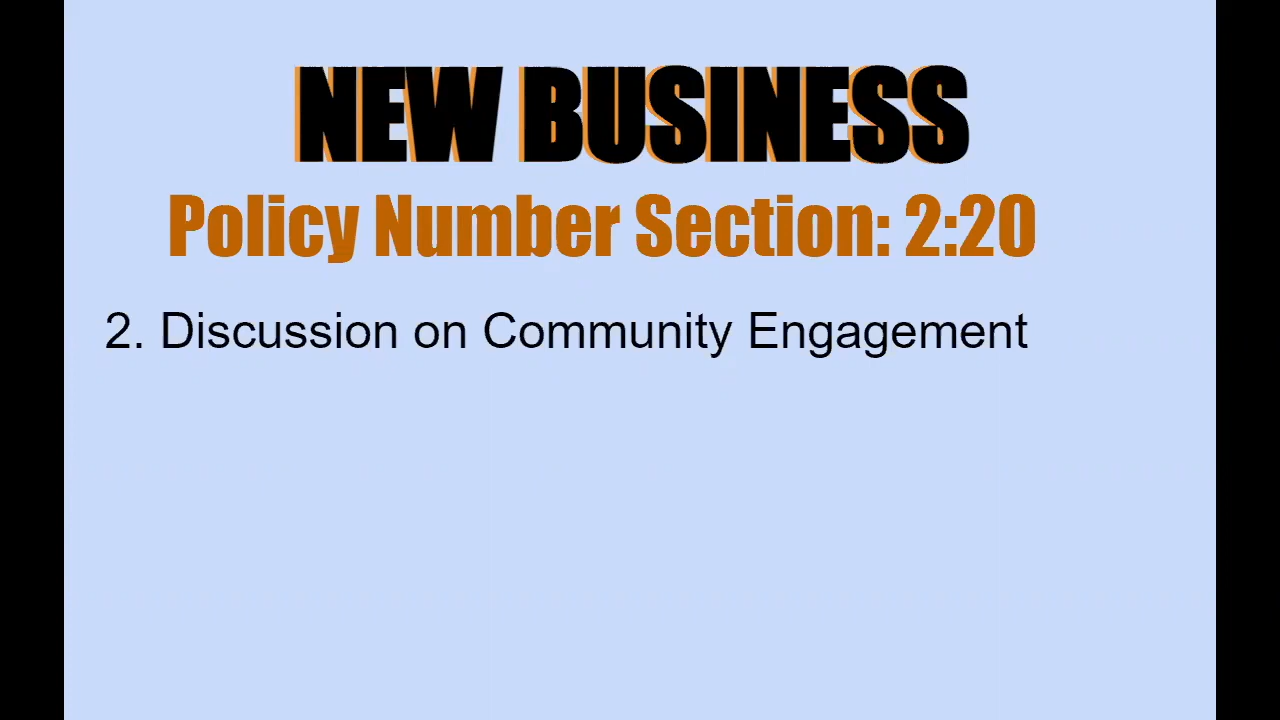 NEW BUSINESS
Policy Number Section: 2:20
2. Discussion on Community Engagement